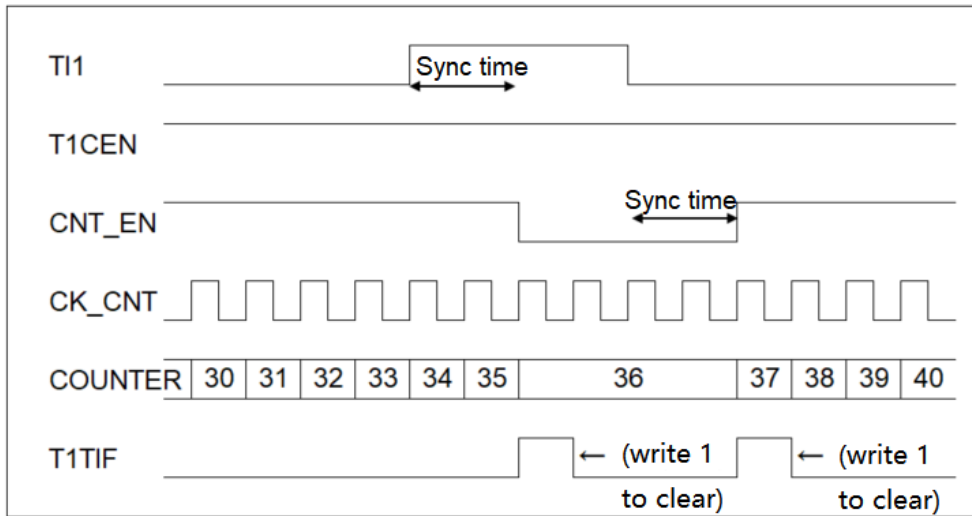 TI1
Sync time
T1CEN
CNT_EN
Sync time
CK_CNT
COUNTER 30 31 32 33 34 35 36 37 38 39 40
T1TIF
← (write 1
to clear)
← (write 1
to clear)